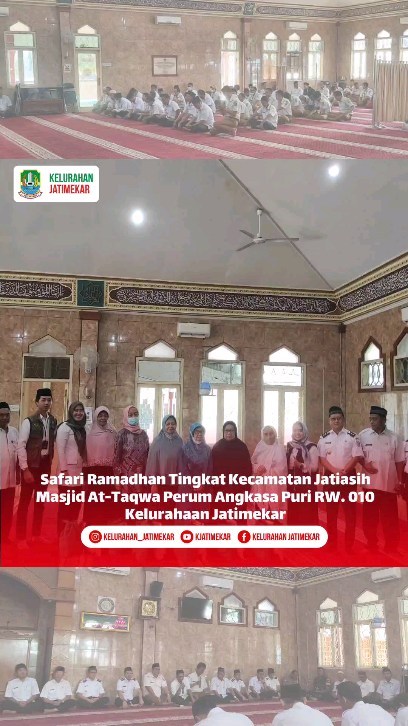 KELURAHAN
JATIMEKAR
Safari Ramadhan Tingkat Kecamatan Jatiasih
Masjid At-Taqwa Perum Angkasa Puri RW. 010
Kelurahaan Jatimekar
KELURAHAN_JATIMEKAR KJATIMEKAR KELURAHAN JATIMEKAR